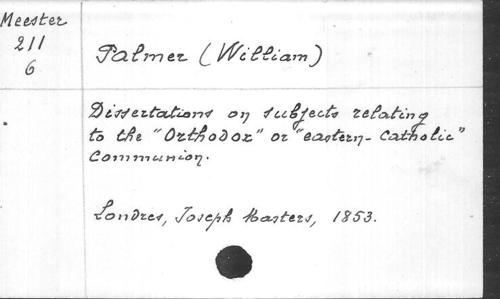 Meester
211
6
Palmer (William)
Dissertations on subjects relating
to the "Orthodox" or "eastern-Catholic"
Communion.
Londres, Joseph Masters, 1853.